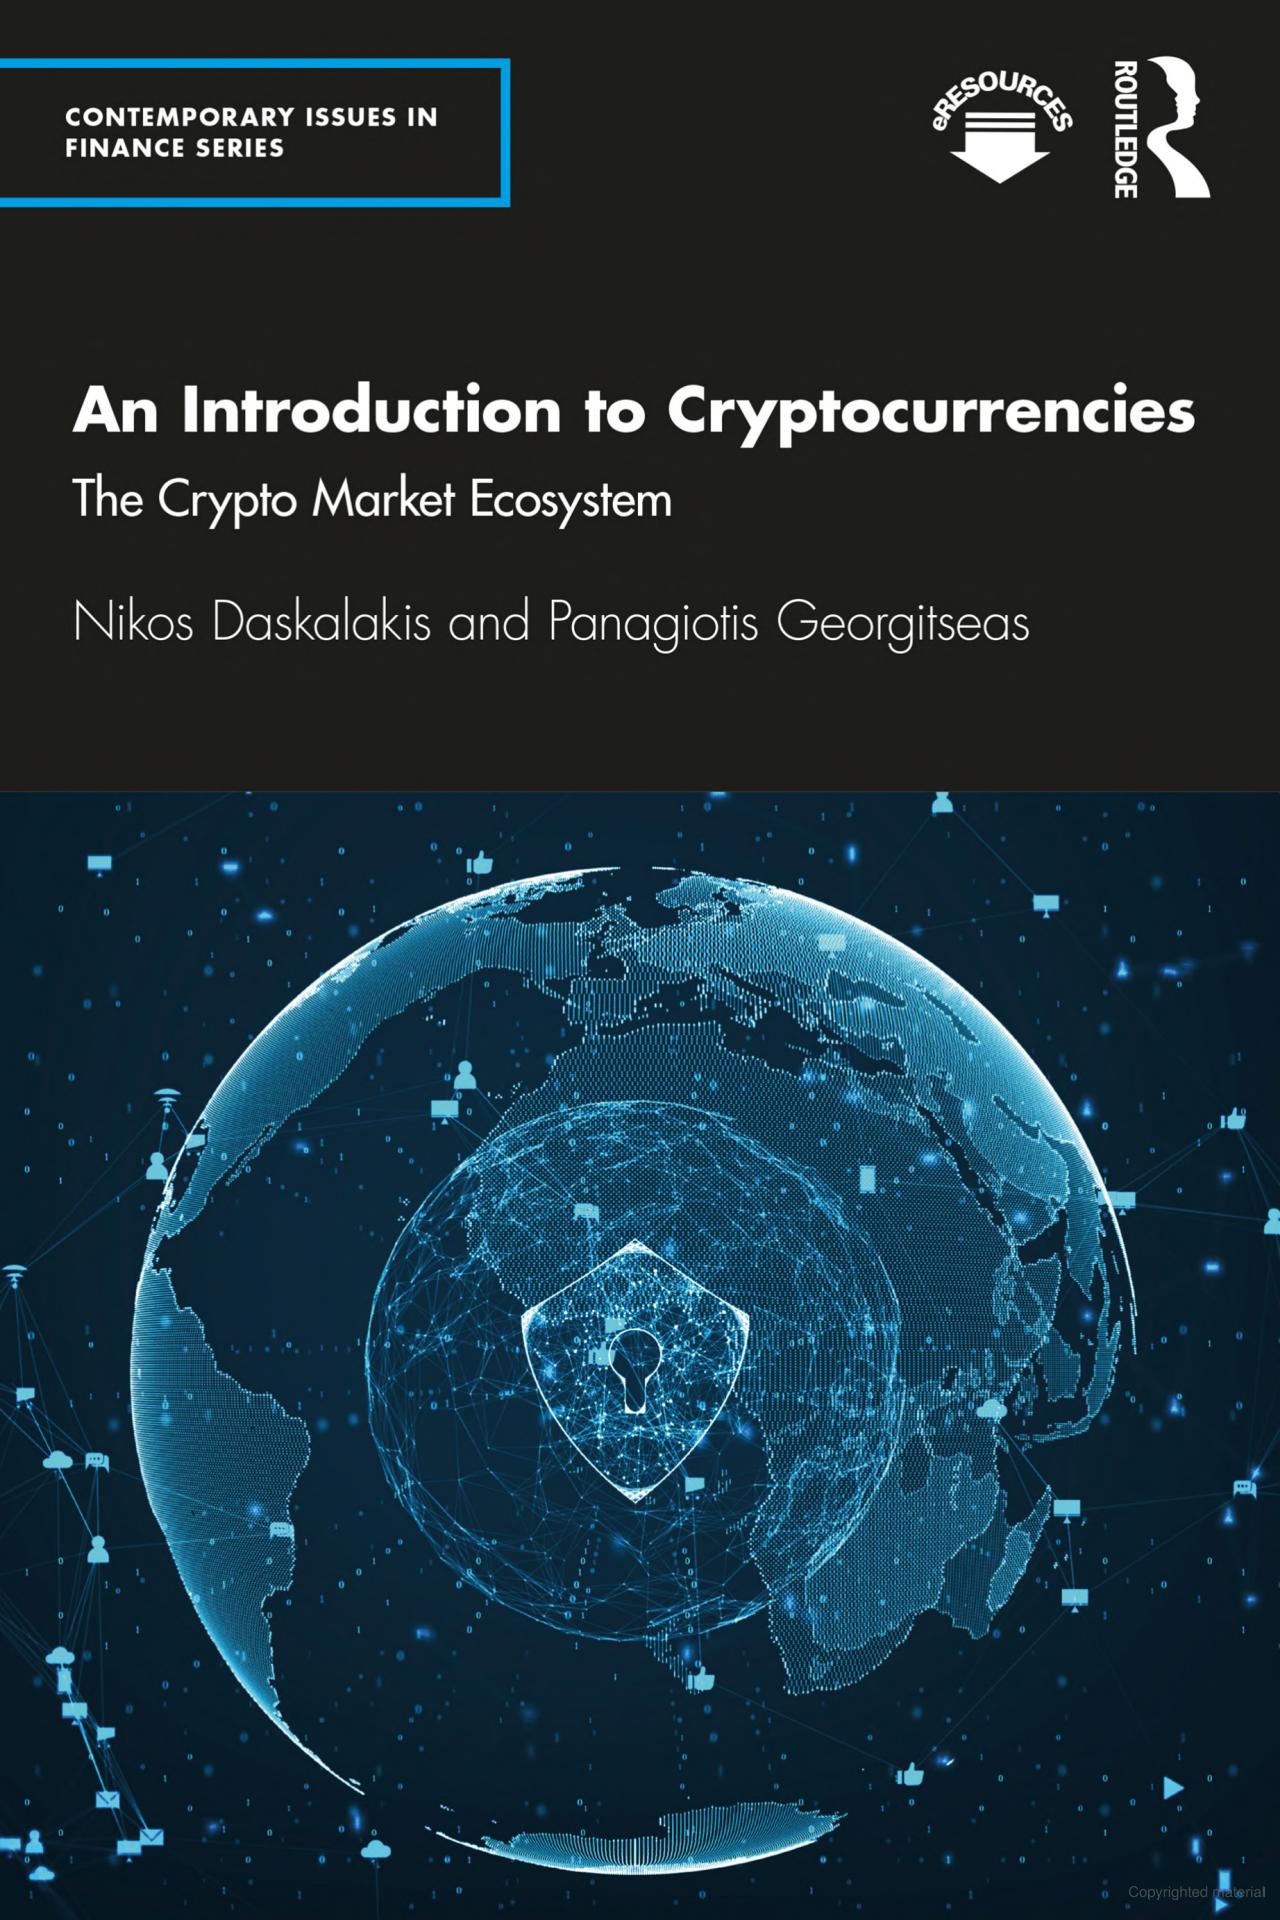 CONTEMPORARY ISSUES IN
FINANCE SERIES
eRESOURCES
ROUTLEDGE
An Introduction to Cryptocurrencies
The Crypto Market Ecosystem
Nikos Daskalakis and Panagiotis Georgitseas
Copyrighted material